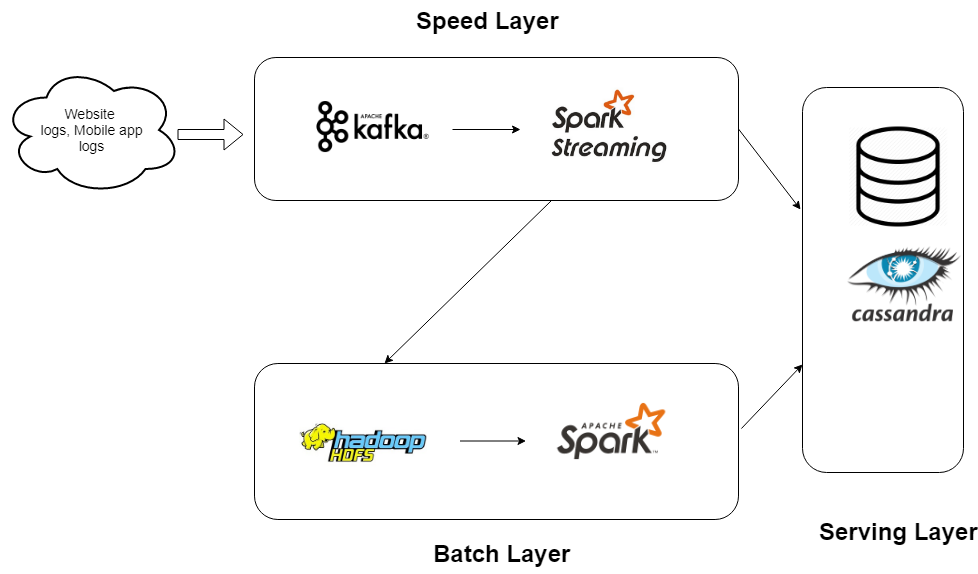 Speed Layer
Website
logs, Mobile app
logs
APACHE
kafka®
Spark
Streaming
cassandra
hadoop
HDFS
APACHE
Spark™
Serving Layer
Batch Layer